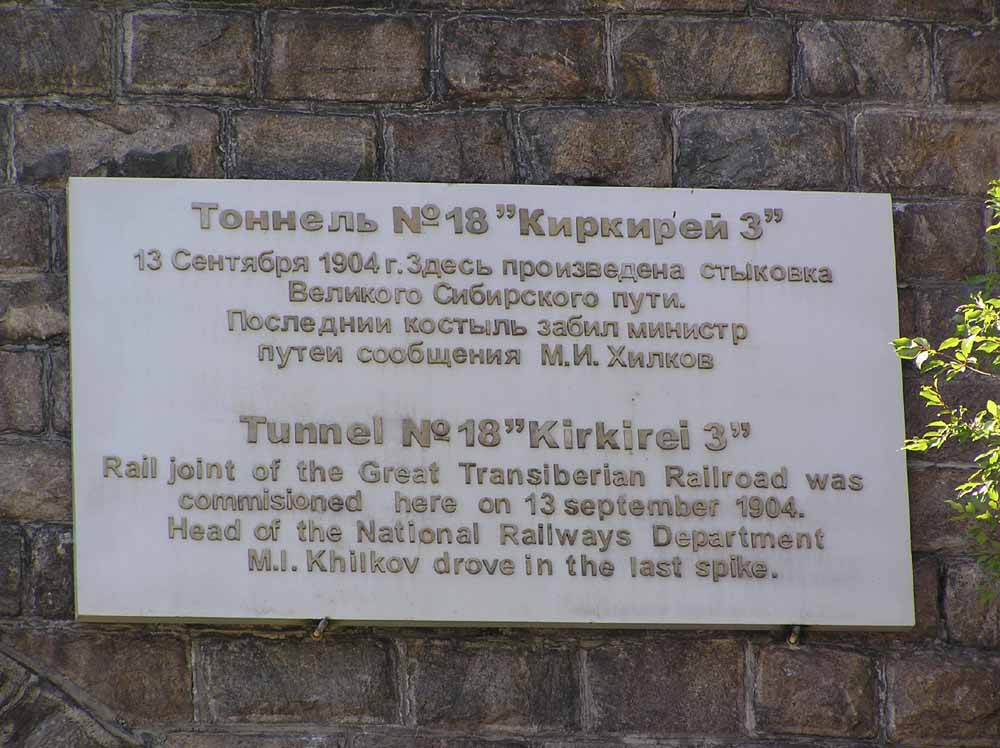 Тоннель №18 ”Киркирей 3”
13 Сентября 1904 г. Здесь произведена стыковка
Великого Сибирского пути.
Последнии костыль забил министр
путеи сообщения М.И. Хилков
Tunnel №18”Kirkirei 3”
Rail joint of the Great Transiberian Railroad was
commisioned here on 13 september 1904.
Head of the National Railways Department
M.I. Khilkov drove in the last spike.